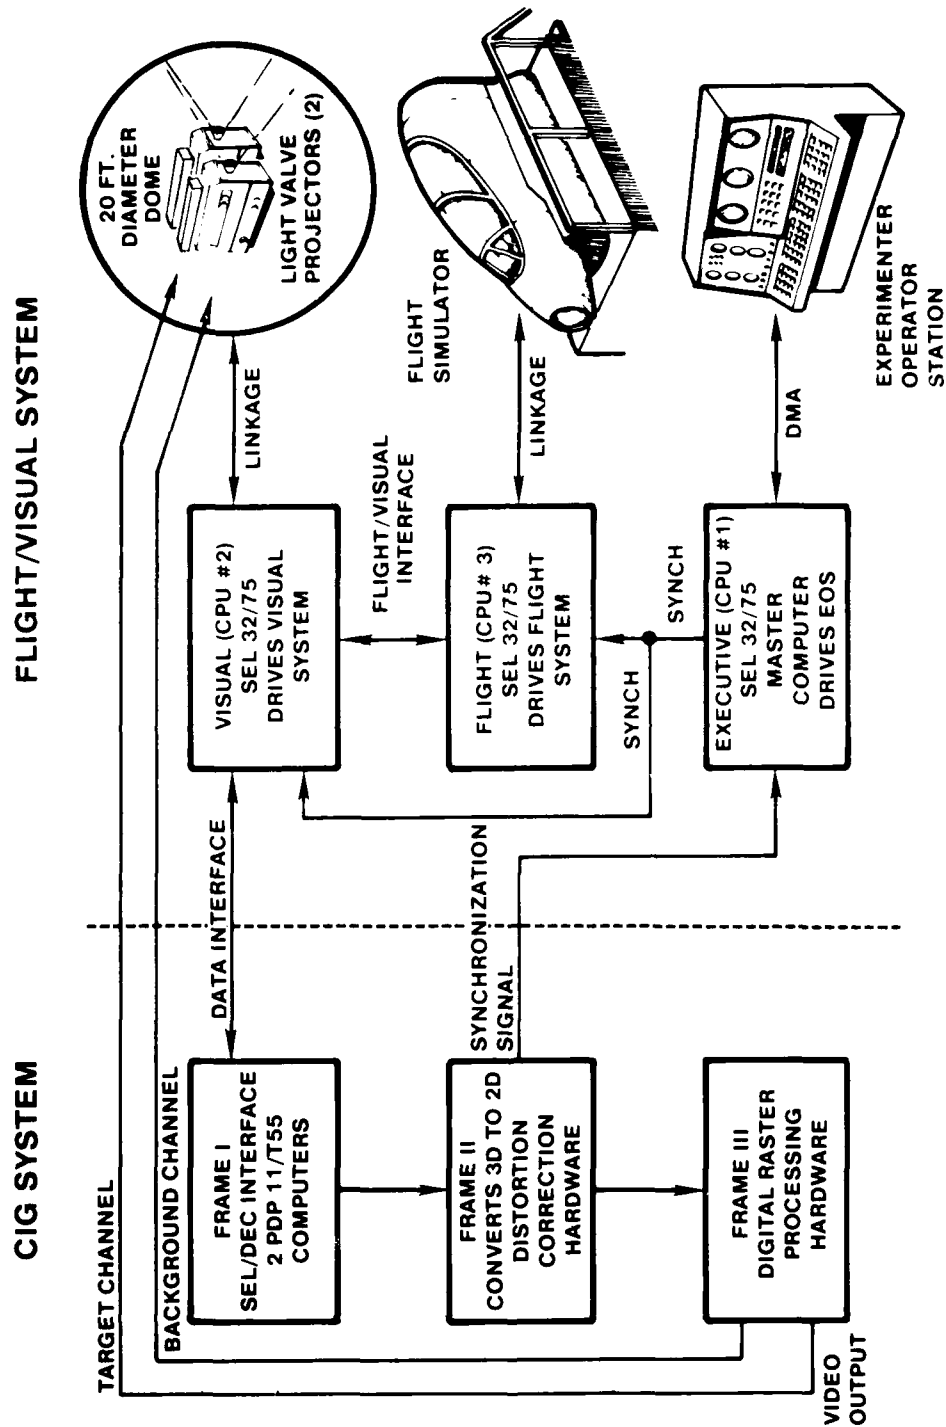 CIG SYSTEM
FLIGHT/VISUAL SYSTEM
TARGET CHANNEL
BACKGROUND CHANNEL
FRAME I
SEL/DEC INTERFACE
2 PDP 11/T55
COMPUTERS
DATA INTERFACE
VISUAL (CPU #2)
SEL 32/75
DRIVES VISUAL
SYSTEM
LINKAGE
20 FT.
DIAMETER
DOME
LIGHT VALVE
PROJECTORS (2)
FLIGHT/VISUAL
INTERFACE
FRAME II
CONVERTS 3D TO 2D
DISTORTION
CORRECTION
HARDWARE
SYNCHRONIZATION
SIGNAL
FLIGHT (CPU# 3)
SEL 32/75
DRIVES FLIGHT
SYSTEM
LINKAGE
FLIGHT
SIMULATOR
SYNCH
SYNCH
FRAME III
DIGITAL RASTER
PROCESSING
HARDWARE
VIDEO
OUTPUT
EXECUTIVE (CPU #1)
SEL 32/75
MASTER
COMPUTER
DRIVES EOS
DMA
EXPERIMENTER
OPERATOR
STATION